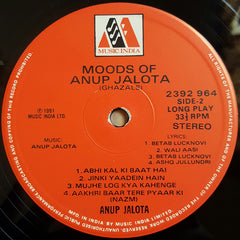 MUSIC INDIA
MOODS OF
ANUP JALOTA
(GHAZALS)
2392 964
SIDE-2
LONG PLAY
33⅓ RPM
STEREO
℗ 1981
MUSIC INDIA LTD.
MUSIC:
ANUP JALOTA
LYRICS:
1. BETAB LUCKNOVI
2. WALI AASI
3. BETAB LUCKNOVI
4. ASHQ JULLUNDRI
1. ABHI KAL KI BAAT HAI
2. JINKI YAADEIN HAIN
3. MUJHE LOG KYA KAHENGE
4. AAKHRI BAAR TERE PYAAR KI
(NAZM)
ANUP JALOTA